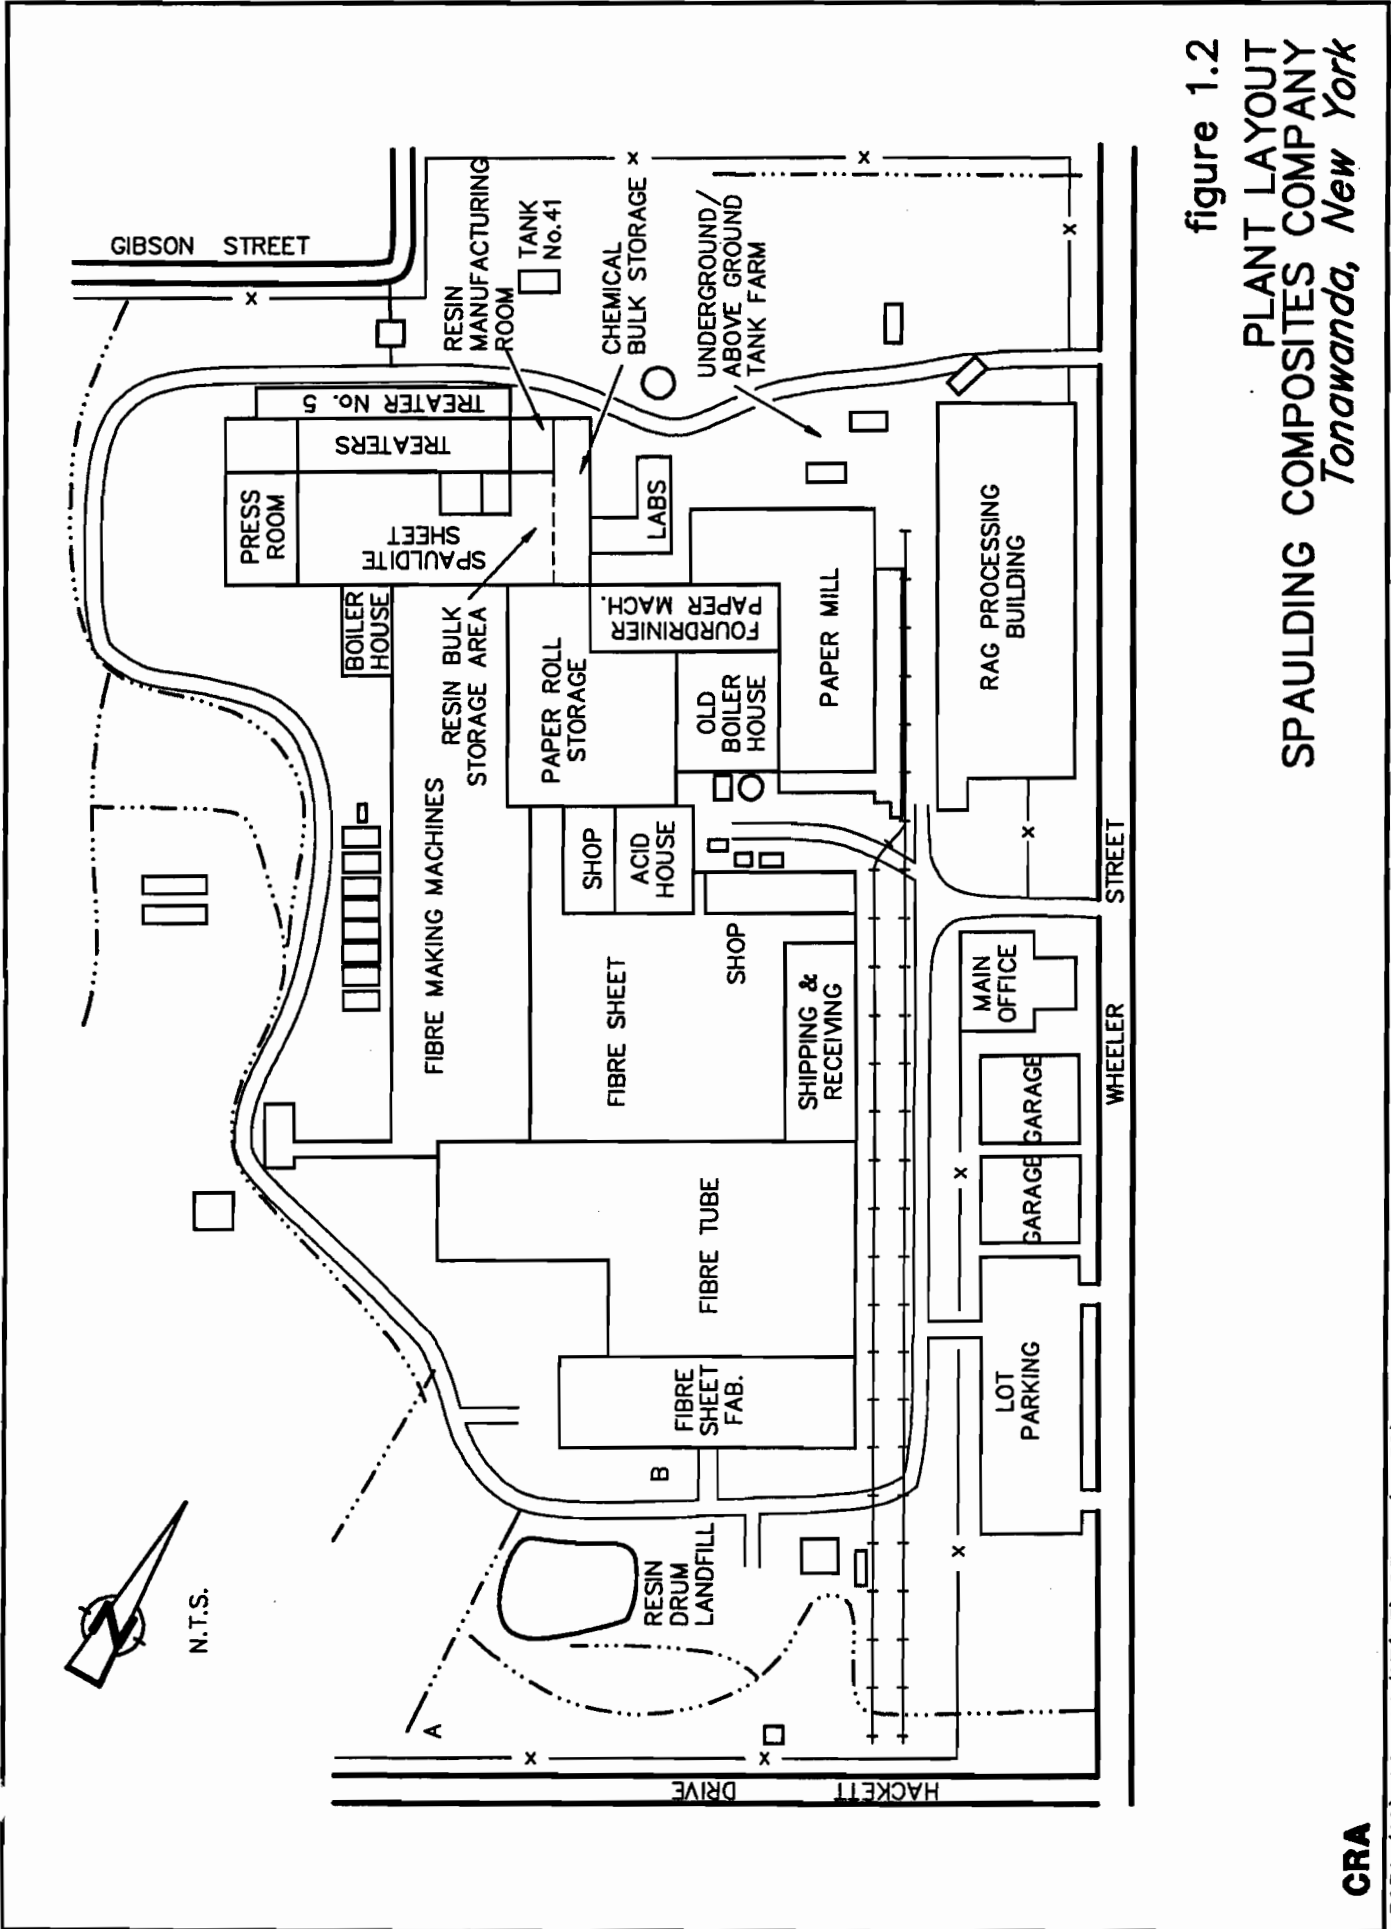 GIBSON STREET
N.T.S.
TREATER No. 5
TREATERS
PRESS
ROOM
SPAULDITE
SHEET
RESIN
MANUFACTURING
ROOM
TANK
No.41
CHEMICAL
BULK STORAGE
UNDERGROUND/
ABOVE GROUND
TANK FARM
LABS
BOILER
HOUSE
RESIN BULK
STORAGE AREA
FOURDRINIER
PAPER MACH.
PAPER ROLL
STORAGE
OLD
BOILER
HOUSE
PAPER MILL
RAG PROCESSING
BUILDING
FIBRE MAKING MACHINES
SHOP
ACID
HOUSE
FIBRE SHEET
SHOP
SHIPPING &
RECEIVING
MAIN
OFFICE
GARAGE
GARAGE
FIBRE TUBE
FIBRE
SHEET
FAB.
LOT
PARKING
B
RESIN
DRUM
LANDFILL
A
HACKETT DRIVE
WHEELER STREET
figure 1.2
PLANT LAYOUT
SPAULDING COMPOSITES COMPANY
Tonawanda, New York
CRA